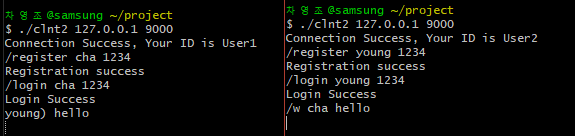 차 영 조@samsung ~/project
$ ./clnt2 127.0.0.1 9000
Connection Success, Your ID is User1
/register cha 1234
Registration success
/login cha 1234
Login Success
young) hello
차 영 조@samsung ~/project
$ ./clnt2 127.0.0.1 9000
Connection Success, Your ID is User2
/register young 1234
Registration success
/login young 1234
Login Success
/w cha hello